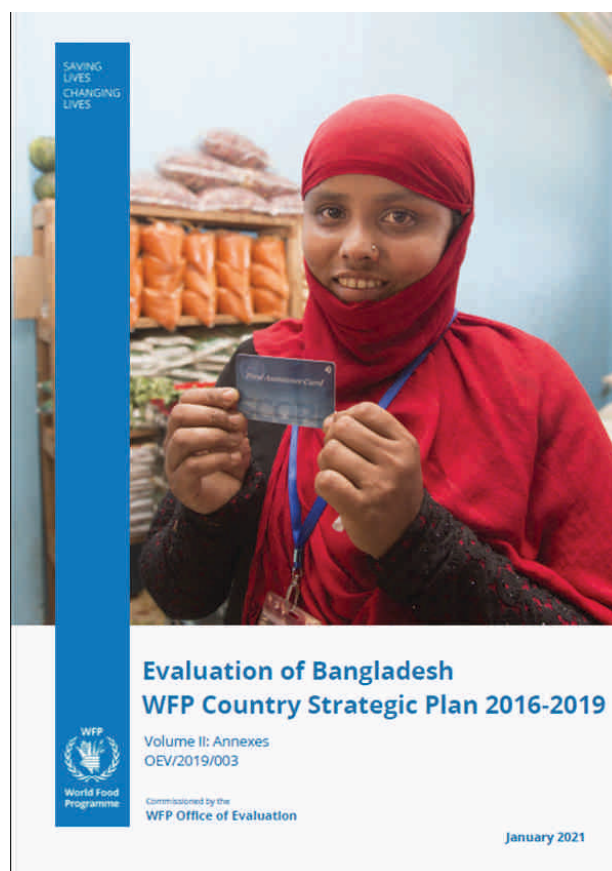 SAVING
LIVES
CHANGING
LIVES
Food Assistance Card
Evaluation of Bangladesh
WFP Country Strategic Plan 2016-2019
Volume II: Annexes
OEV/2019/003
WFP
World Food
Programme
Commissioned by the
WFP Office of Evaluation
January 2021